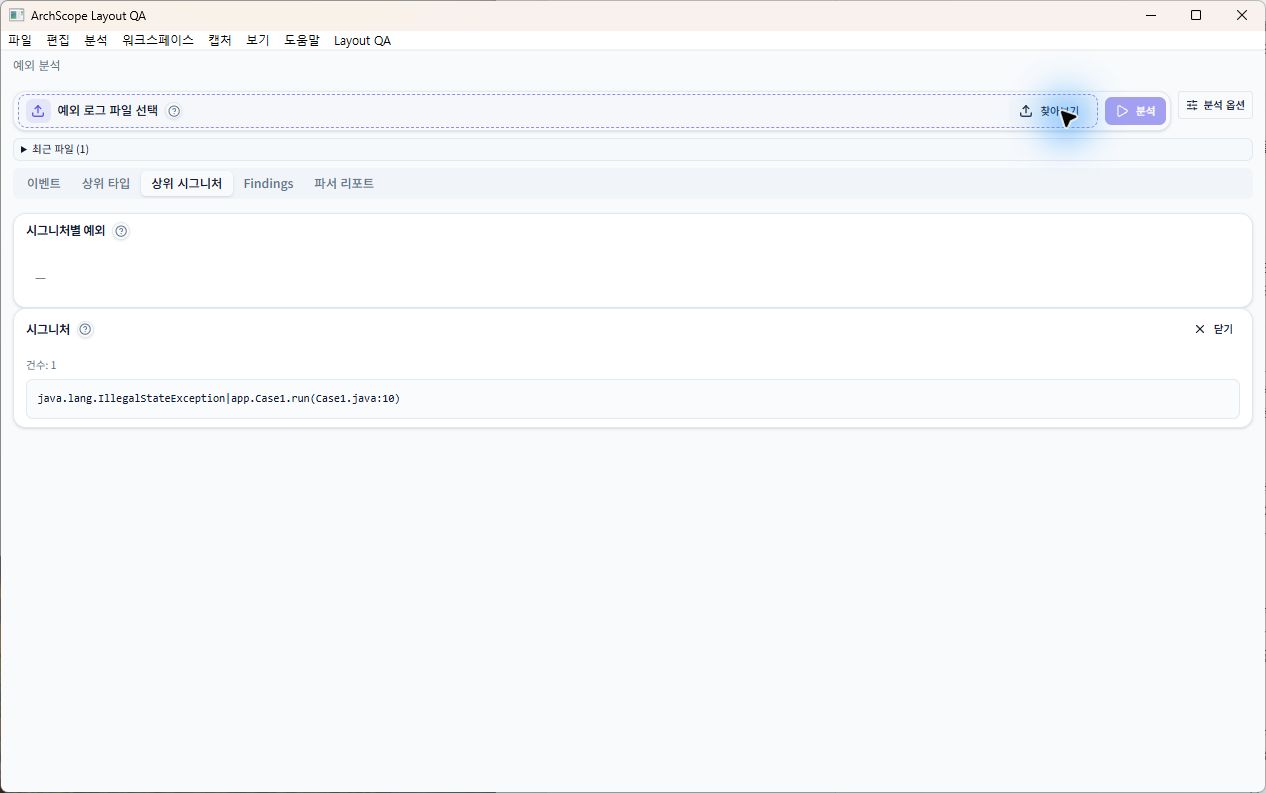 ArchScope Layout QA
파일 편집 분석 워크스페이스 캡처 보기 도움말 Layout QA
예외 분석
예외 로그 파일 선택 찾아보기 분석 분석 옵션
최근 파일 (1)
이벤트 상위 타입 상위 시그니처 Findings 파서 리포트
시그니처별 예외
—
시그니처 닫기
건수: 1
java.lang.IllegalStateException|app.Case1.run(Case1.java:10)